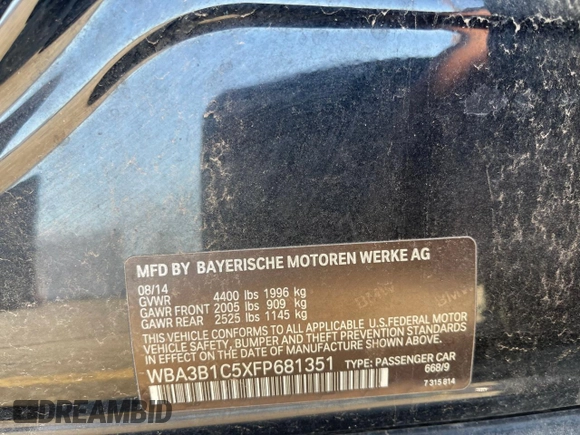 MFD BY BAYERISCHE MOTOREN WERKE AG
08/14
GVWR 4400 lbs 1996 kg
GAWR FRONT 2005 lbs 909 kg
GAWR REAR 2525 lbs 1145 kg
THIS VEHICLE CONFORMS TO ALL APPLICABLE U.S.FEDERAL MOTOR
VEHICLE SAFETY, BUMPER AND THEFT PREVENTION STANDARDS
IN EFFECT ON THE DATE OF MANUFACTURE SHOWN ABOVE.
WBA3B1C5XFP681351 TYPE: PASSENGER CAR
668/9
7 315 814
DREAMBID